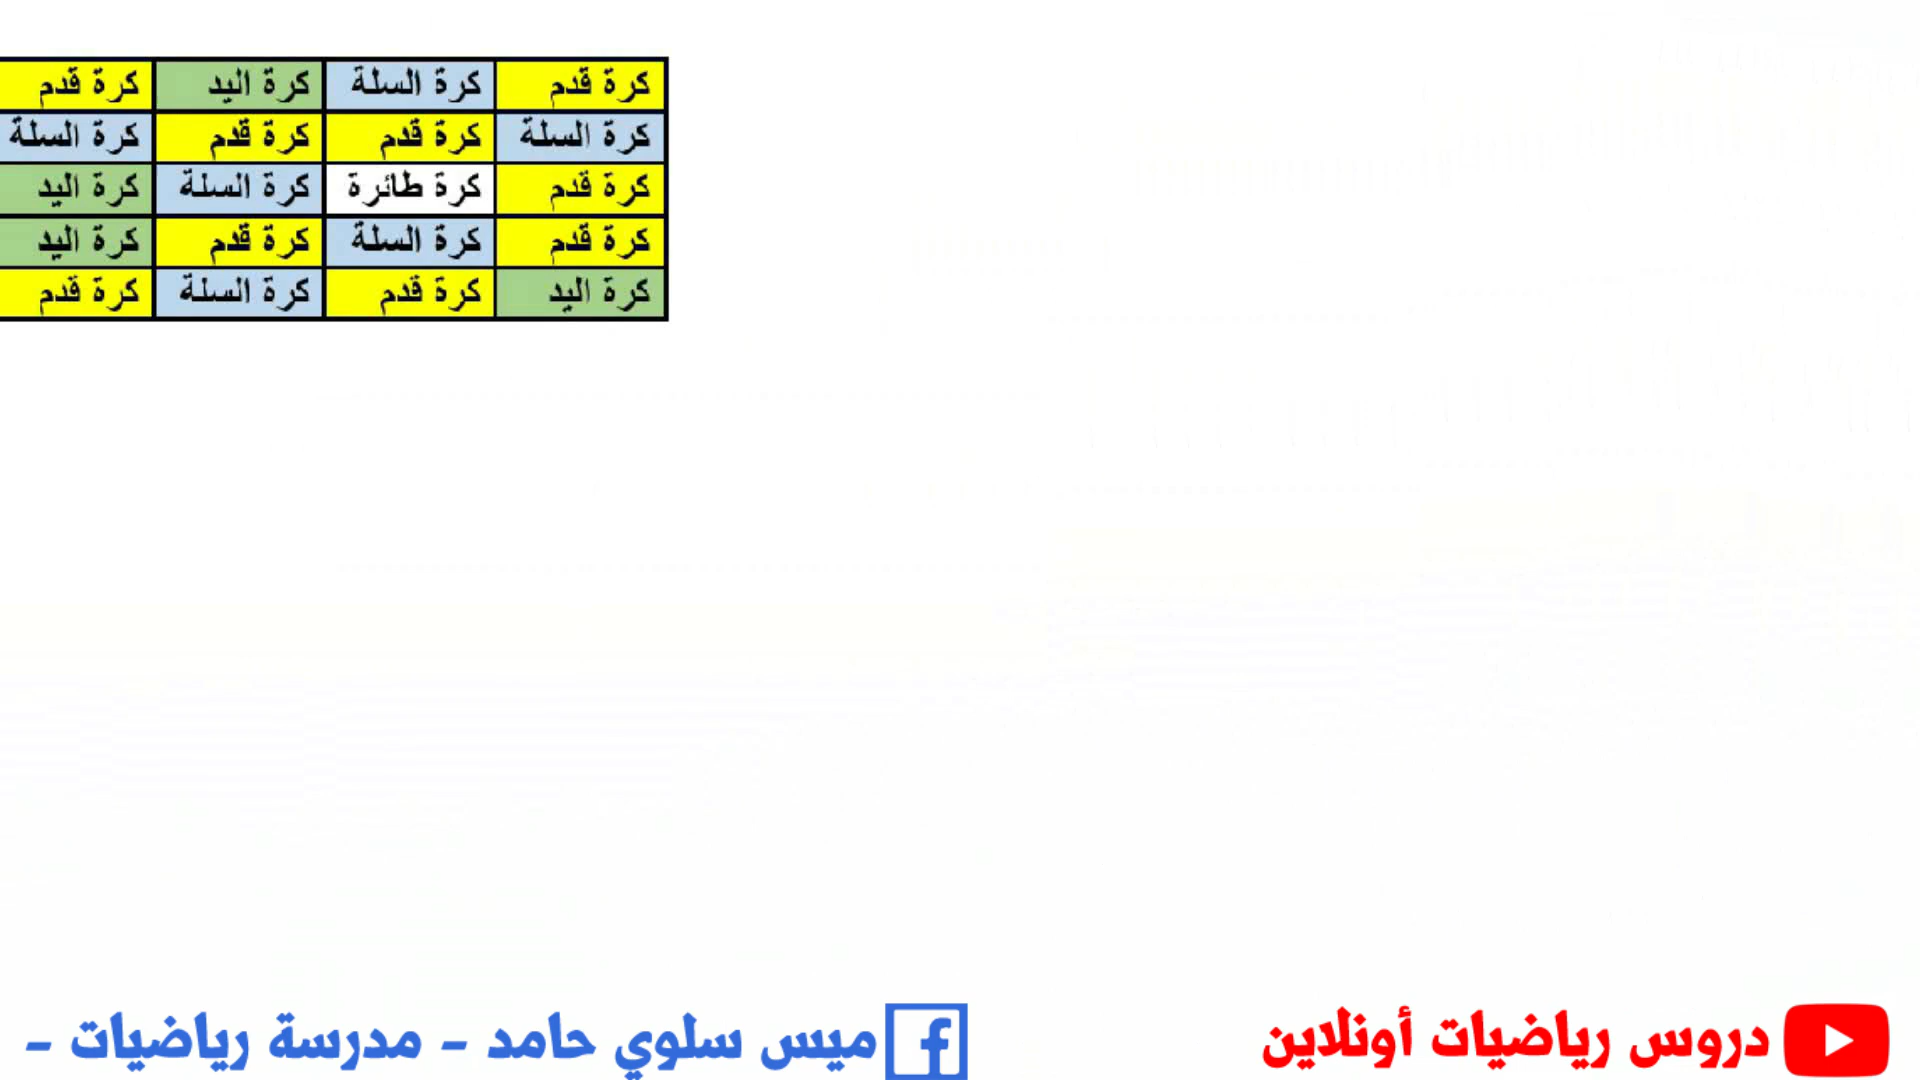 كرة قدم كرة السلة كرة اليد كرة قدم
كرة السلة كرة قدم كرة قدم كرة السلة
كرة قدم كرة طائرة كرة السلة كرة اليد
كرة قدم كرة السلة كرة قدم كرة اليد
كرة اليد كرة قدم كرة السلة كرة قدم
دروس رياضيات أونلاين
ميس سلوي حامد - مدرسة رياضيات -